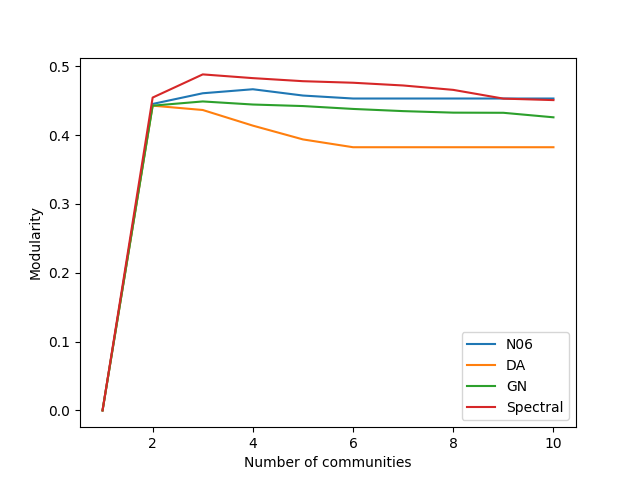 0.5
0.4
0.3
0.2
0.1
0.0
Modularity
2 4 6 8 10
Number of communities
N06
DA
GN
Spectral